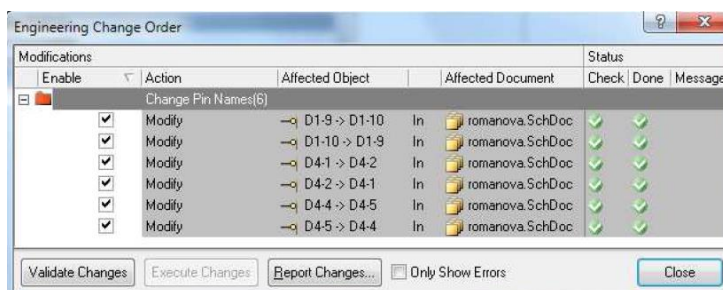 Engineering Change Order
Modifications Status
Enable Action Affected Object Affected Document Check Done Message
Change Pin Names(6)
Modify D1-9 -> D1-10 In romanova.SchDoc
Modify D1-10 -> D1-9 In romanova.SchDoc
Modify D4-1 -> D4-2 In romanova.SchDoc
Modify D4-2 -> D4-1 In romanova.SchDoc
Modify D4-4 -> D4-5 In romanova.SchDoc
Modify D4-5 -> D4-4 In romanova.SchDoc
Validate Changes Execute Changes Report Changes... Only Show Errors Close